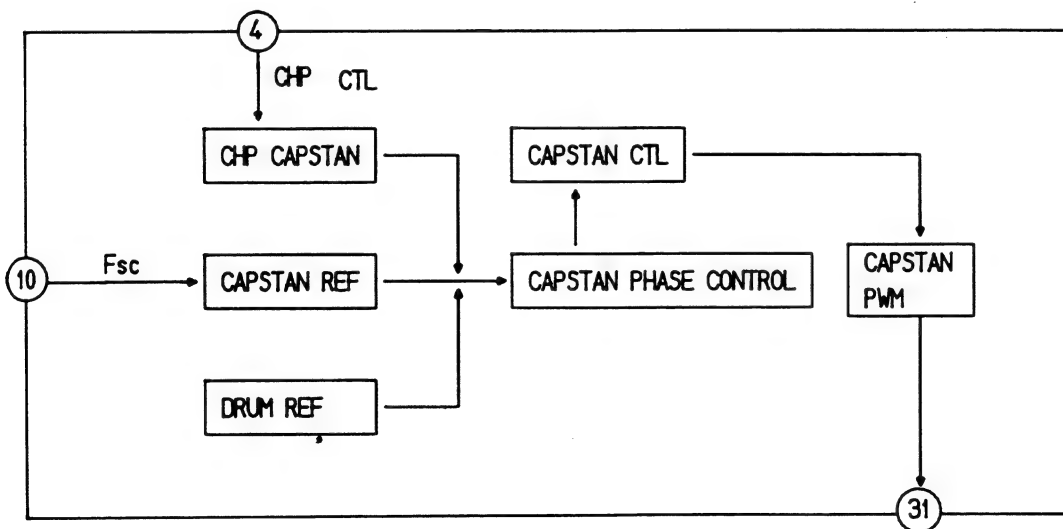 4
CHP CTL
CHP CAPSTAN
CAPSTAN CTL
10
Fsc
CAPSTAN REF
CAPSTAN PHASE CONTROL
CAPSTAN
PWM
DRUM REF
31